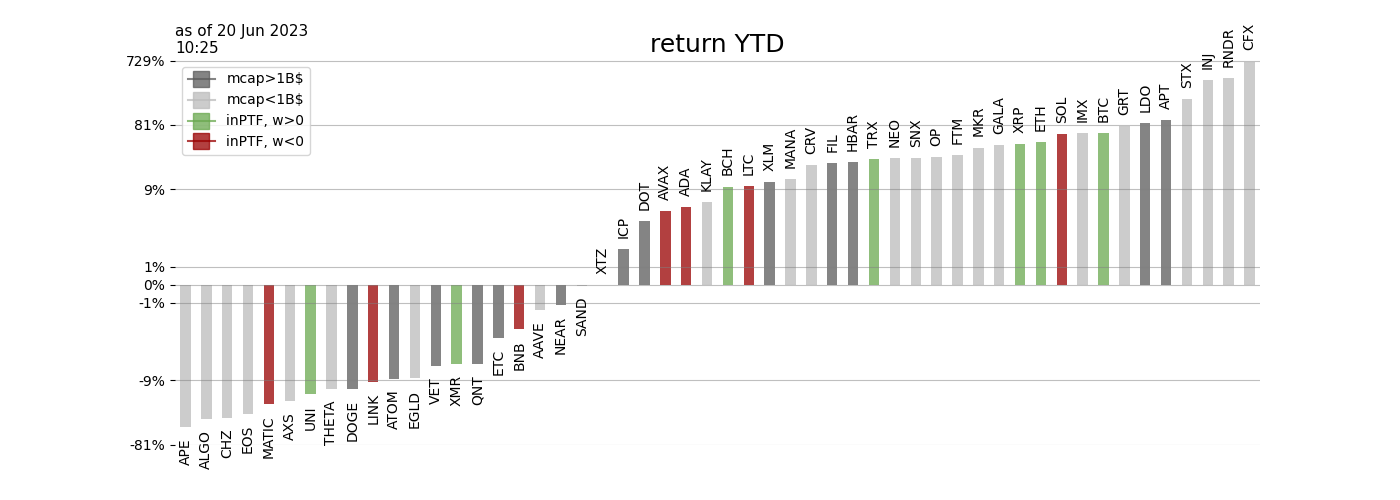 as of 20 Jun 2023
10:25
return YTD
729%
81%
9%
1%
0%
-1%
-9%
-81%
mcap>1B$
mcap<1B$
inPTF, w>0
inPTF, w<0
APE
ALGO
CHZ
EOS
MATIC
AXS
UNI
THETA
DOGE
LINK
ATOM
EGLD
VET
XMR
QNT
ETC
BNB
AAVE
NEAR
SAND
XTZ
ICP
DOT
AVAX
ADA
KLAY
BCH
LTC
XLM
MANA
CRV
FIL
HBAR
TRX
NEO
SNX
OP
FTM
MKR
GALA
XRP
ETH
SOL
IMX
BTC
GRT
LDO
APT
STX
INJ
RNDR
CFX